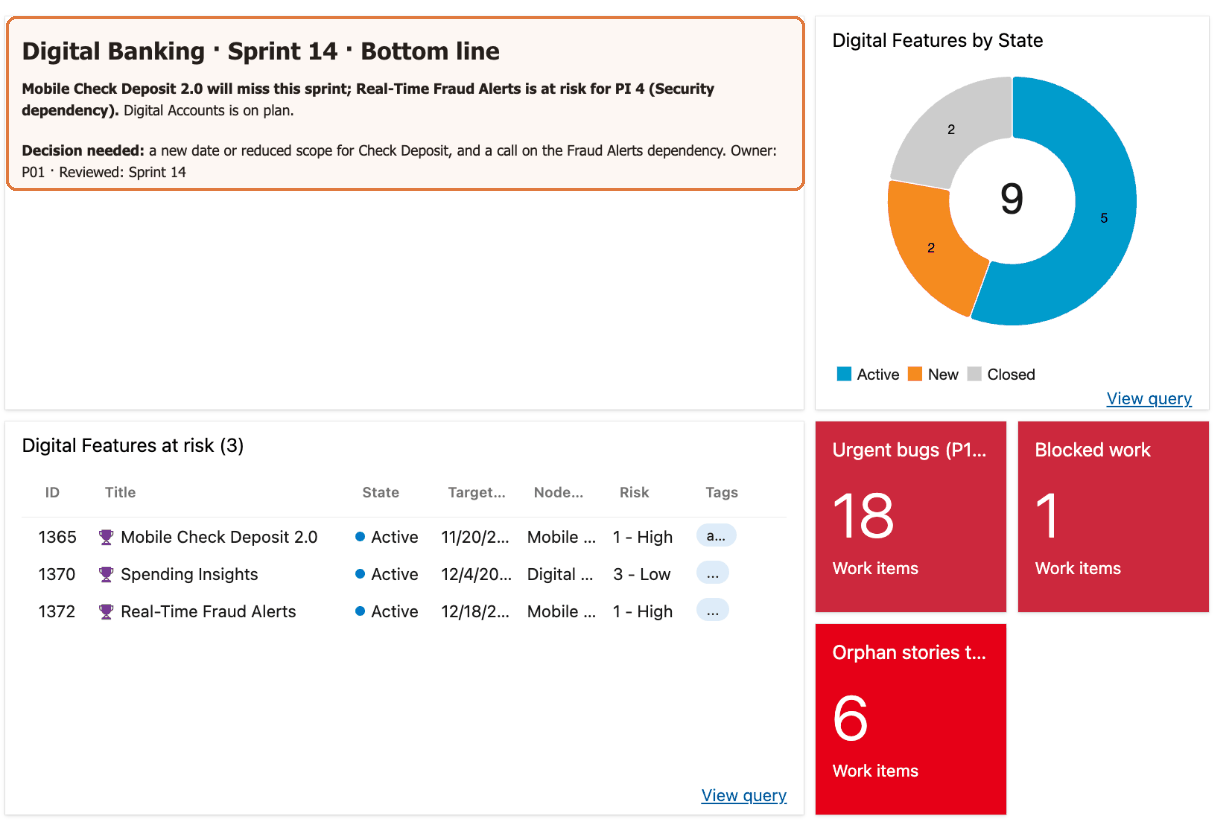 Digital Banking · Sprint 14 · Bottom line
Mobile Check Deposit 2.0 will miss this sprint; Real-Time Fraud Alerts is at risk for PI 4 (Security
dependency). Digital Accounts is on plan.
Decision needed: a new date or reduced scope for Check Deposit, and a call on the Fraud Alerts dependency. Owner:
P01 · Reviewed: Sprint 14
Digital Features by State
2
5
2
9
Active New Closed
View query
Digital Features at risk (3)
ID Title State Target... Node... Risk Tags
1365 Mobile Check Deposit 2.0 Active 11/20/2... Mobile ... 1 - High a...
1370 Spending Insights Active 12/4/20... Digital ... 3 - Low ...
1372 Real-Time Fraud Alerts Active 12/18/2... Mobile ... 1 - High ...
View query
Urgent bugs (P1...
18
Work items
Blocked work
1
Work items
Orphan stories t...
6
Work items